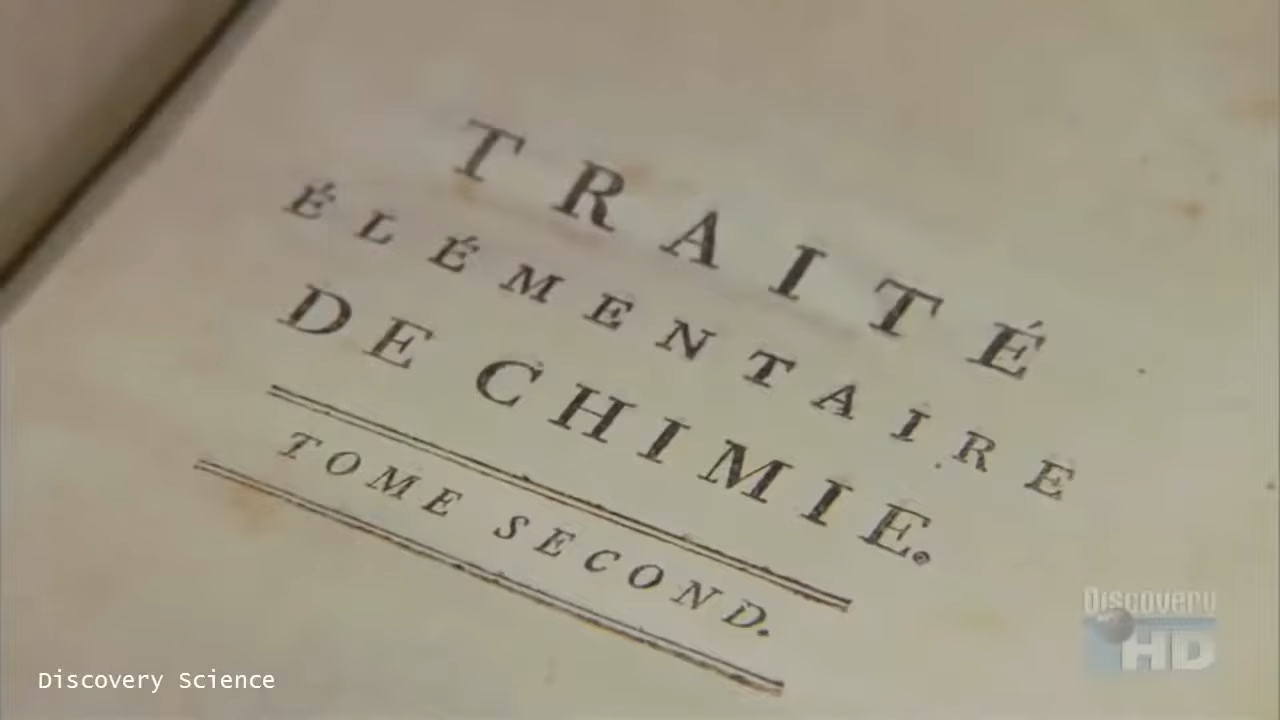 TRAITÉ
ÉLÉMENTAIRE
DE CHIMIE.
TOME SECOND.
Discovery
HD
Discovery Science